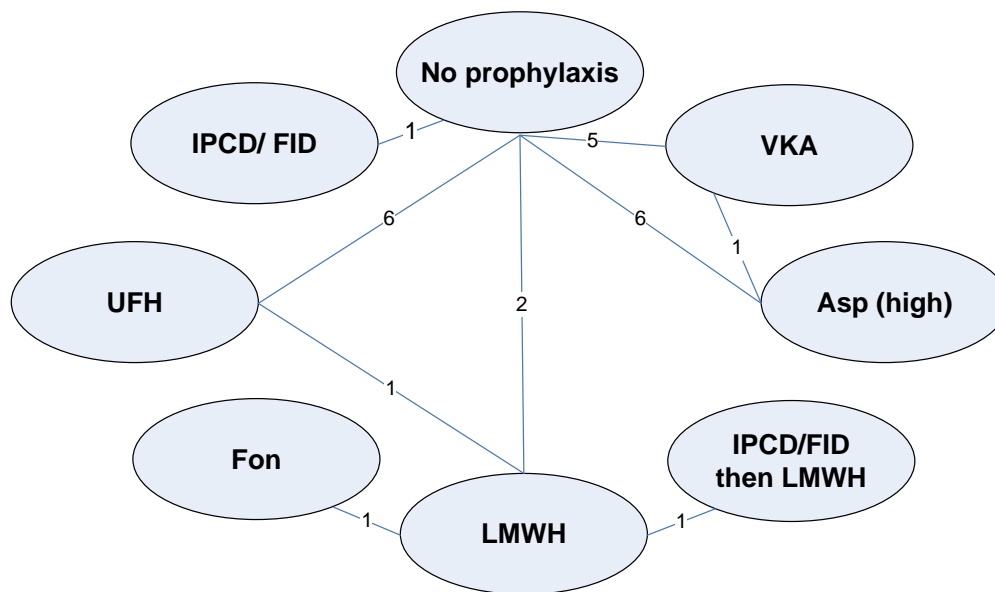 No prophylaxis
IPCD/ FID
1
5
VKA
6
6
1
UFH
2
Asp (high)
1
Fon
IPCD/FID
then LMWH
1
LMWH
1